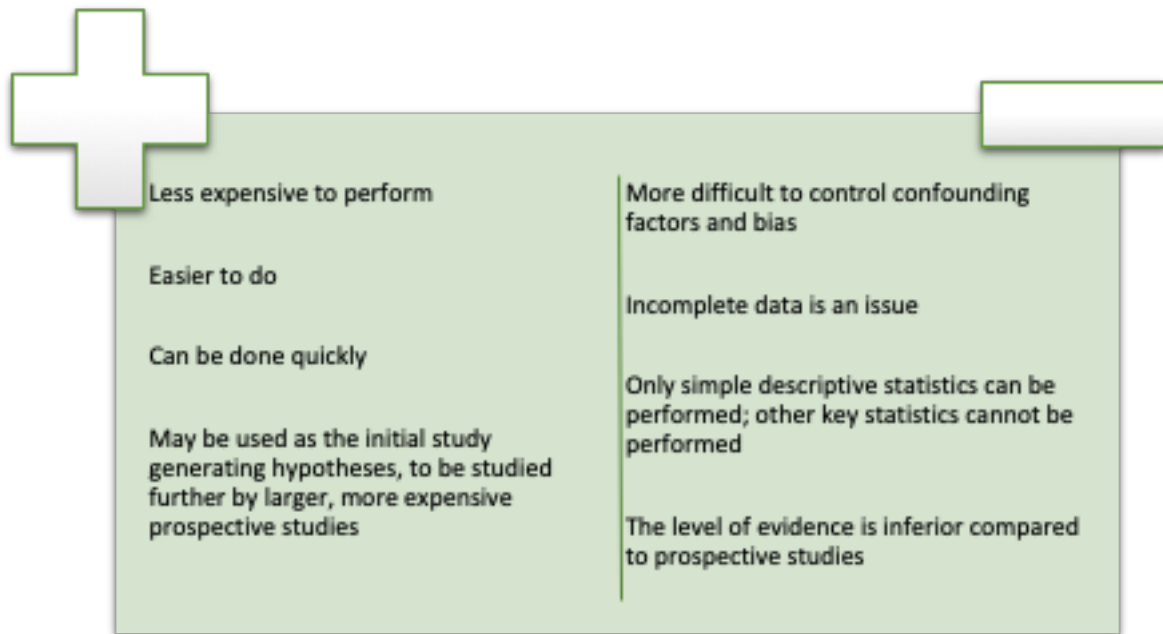 Less expensive to perform
Easier to do
Can be done quickly
May be used as the initial study
generating hypotheses, to be studied
further by larger, more expensive
prospective studies
More difficult to control confounding
factors and bias
Incomplete data is an issue
Only simple descriptive statistics can be
performed; other key statistics cannot be
performed
The level of evidence is inferior compared
to prospective studies